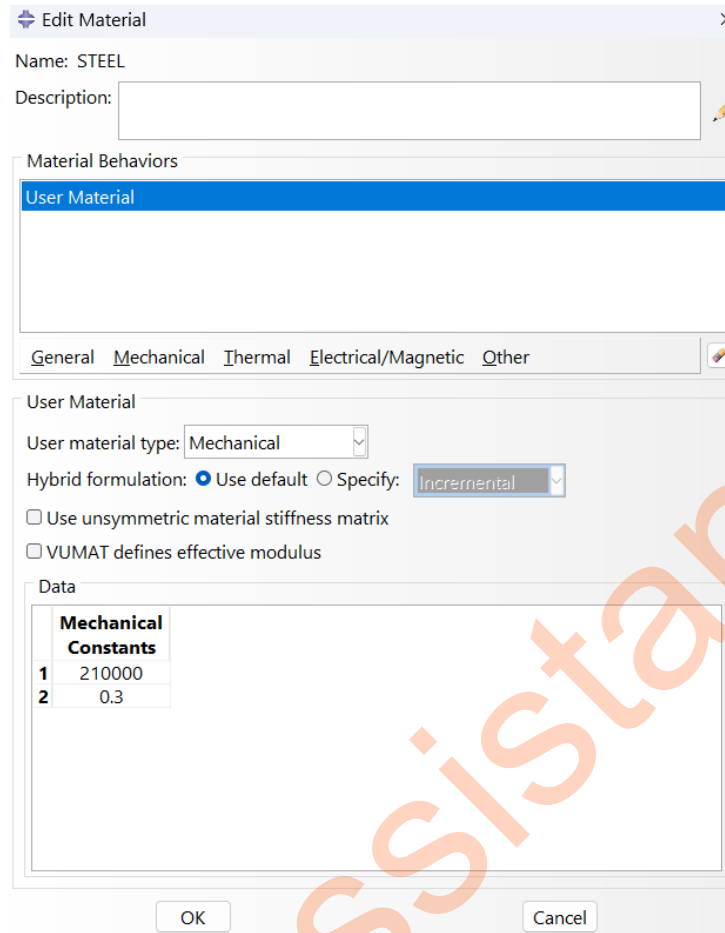 Edit Material
Name: STEEL
Description:
Material Behaviors
User Material
General Mechanical Thermal Electrical/Magnetic Other
User Material
User material type: Mechanical
Hybrid formulation: Use default Specify: Incremental
Use unsymmetric material stiffness matrix
VUMAT defines effective modulus
Data
Mechanical
Constants
1 210000
2 0.3
OK Cancel